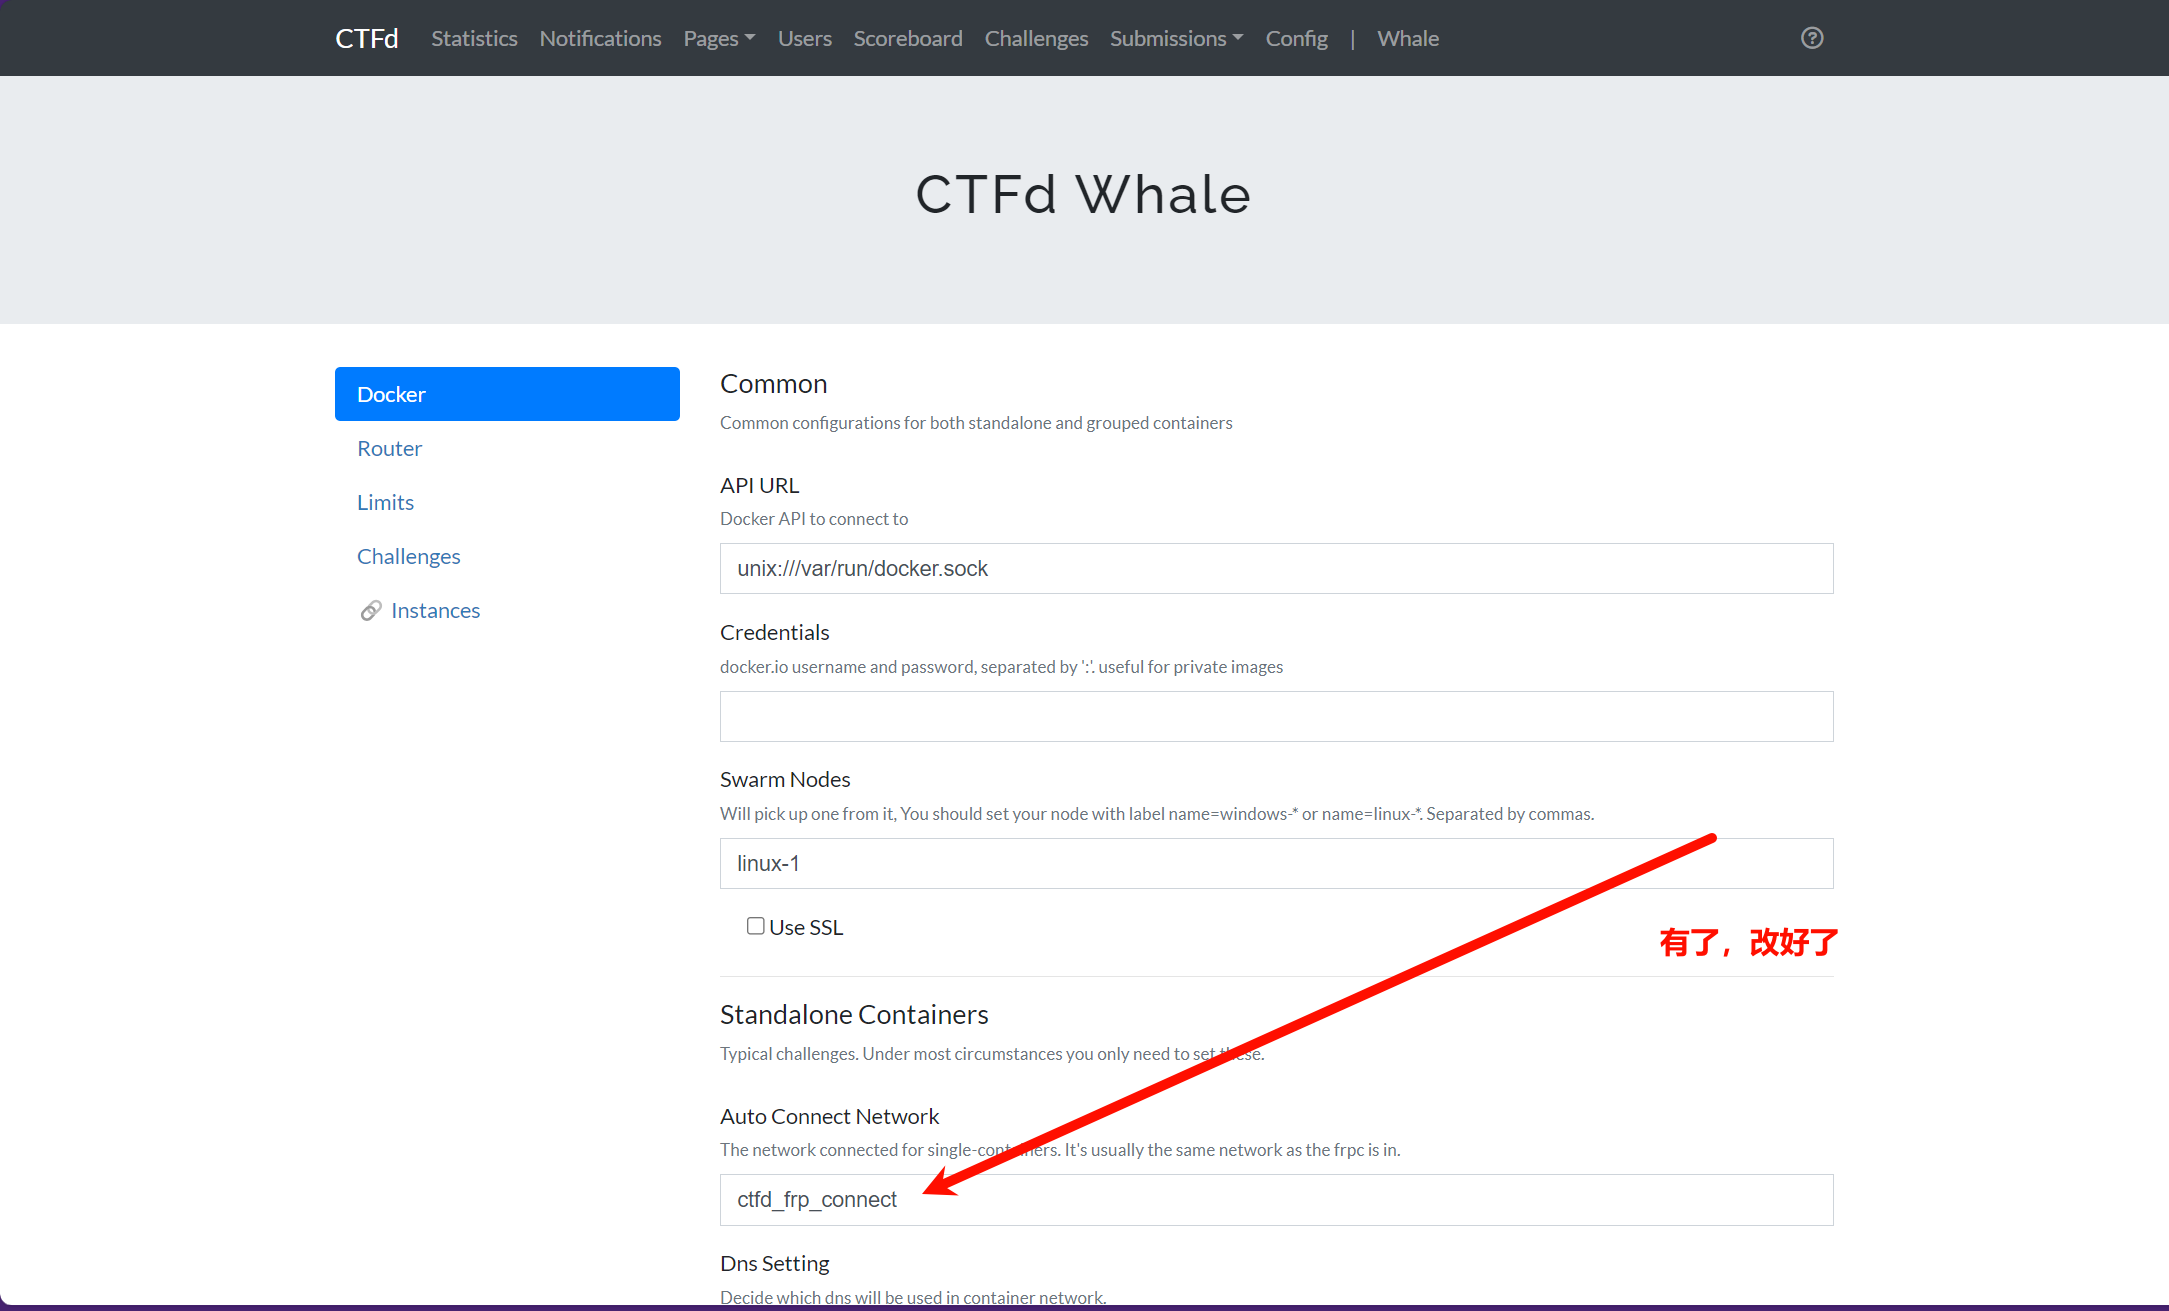 CTFd Statistics Notifications Pages Users Scoreboard Challenges Submissions Config | Whale
CTFd Whale
Docker
Router
Limits
Challenges
Instances
Common
Common configurations for both standalone and grouped containers
API URL
Docker API to connect to
unix:///var/run/docker.sock
Credentials
docker.io username and password, separated by ':'. useful for private images
Swarm Nodes
Will pick up one from it, You should set your node with label name=windows-* or name=linux-*. Separated by commas.
linux-1
Use SSL
有了，改好了
Standalone Containers
Typical challenges. Under most circumstances you only need to set these.
Auto Connect Network
The network connected for single-containers. It's usually the same network as the frpc is in.
ctfd_frp_connect
Dns Setting
Decide which dns will be used in container network.